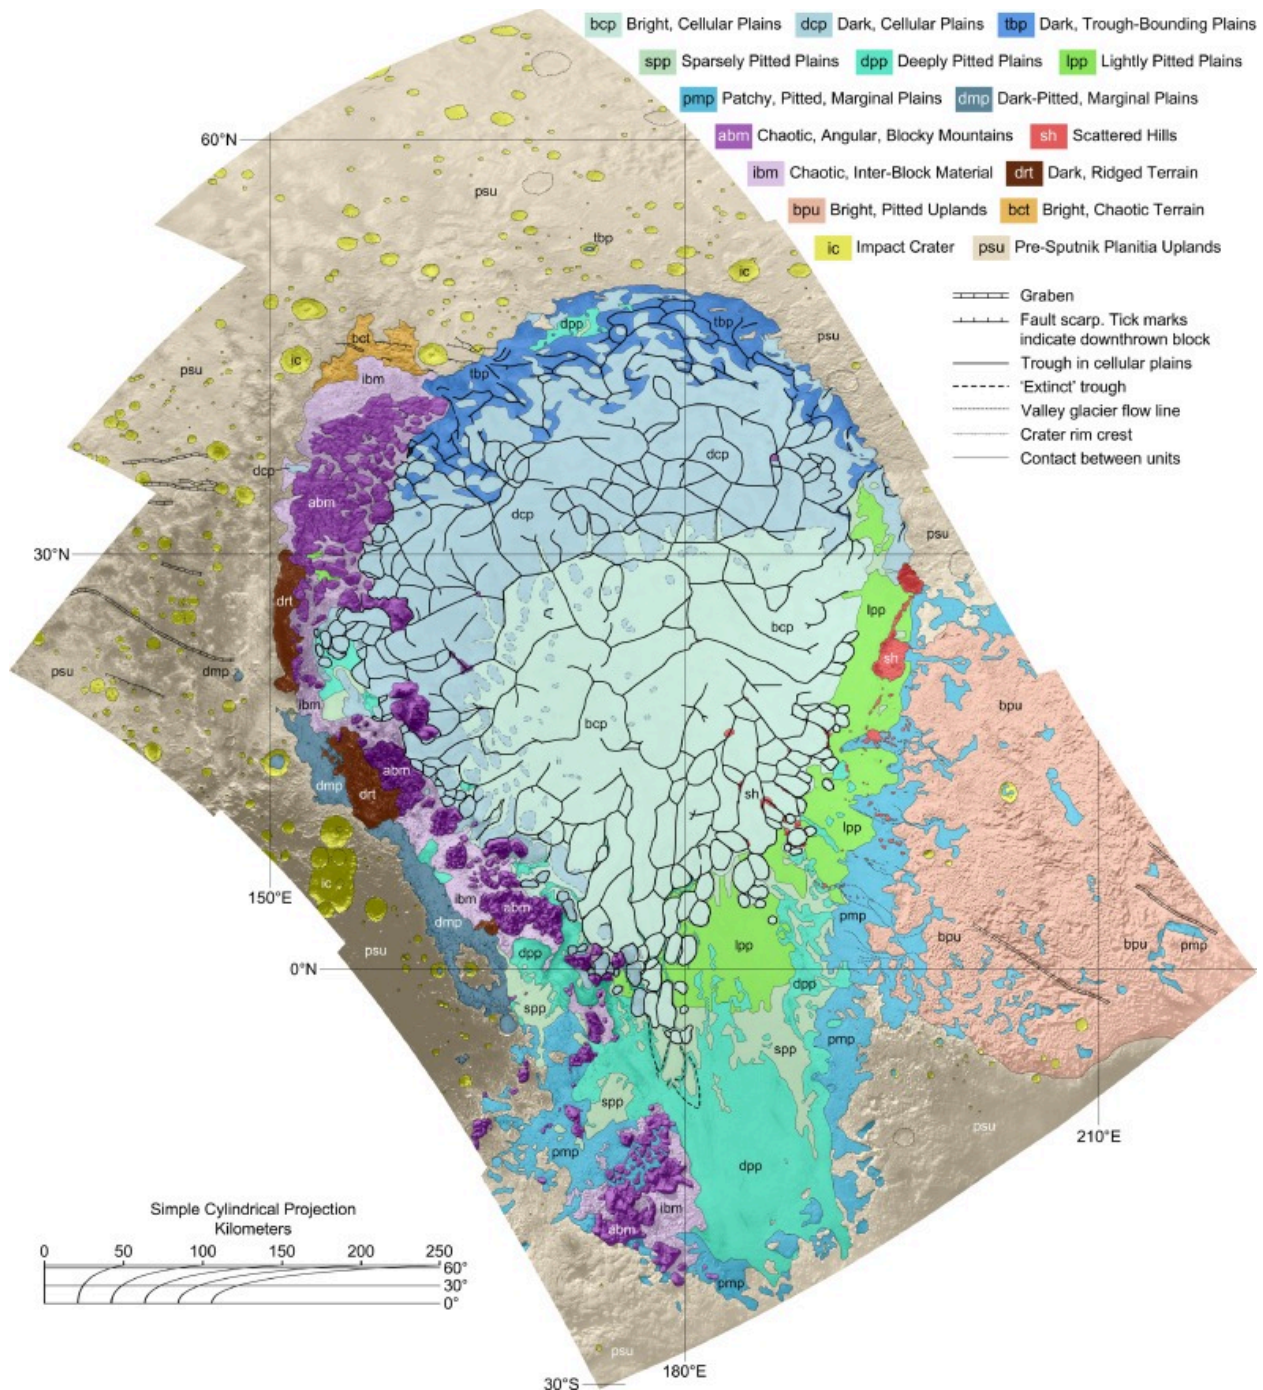 bcp Bright, Cellular Plains dcp Dark, Cellular Plains tbp Dark, Trough-Bounding Plains
spp Sparsely Pitted Plains dpp Deeply Pitted Plains lpp Lightly Pitted Plains
pmp Patchy, Pitted, Marginal Plains dmp Dark-Pitted, Marginal Plains
abm Chaotic, Angular, Blocky Mountains sh Scattered Hills
ibm Chaotic, Inter-Block Material drt Dark, Ridged Terrain
bpu Bright, Pitted Uplands bct Bright, Chaotic Terrain
ic Impact Crater psu Pre-Sputnik Planitia Uplands
Graben
Fault scarp. Tick marks
indicate downthrown block
Trough in cellular plains
'Extinct' trough
Valley glacier flow line
Crater rim crest
Contact between units
60°N
psu
tbp
ic
dpp
tbp
bct
psu
ic
psu
ibm
tbp
dcp
dcp
abm
dcp
psu
30°N
drt
lpp
bcp
sh
psu
dmp
ibm
bpu
bcp
abm
dmp
drt
sh
lpp
ic
150°E
ibm
abm
dmp
pmp
lpp
psu
dpp
bpu
bpu
pmp
0°N
dpp
spp
pmp
spp
spp
psu
210°E
pmp
dpp
ibm
abm
pmp
Simple Cylindrical Projection
Kilometers
0 50 100 150 200 250
60°
30°
0°
psu
180°E
30°S